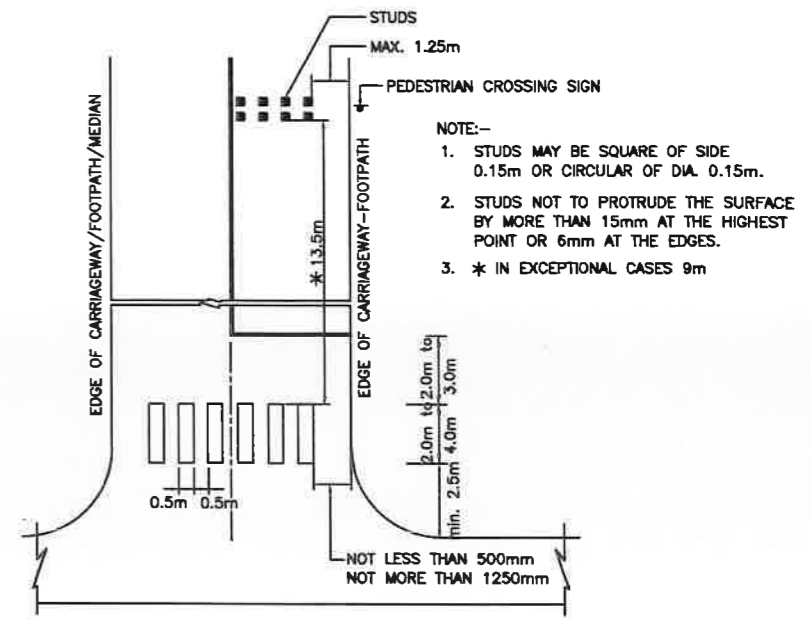 STUDS
MAX. 1.25m
PEDESTRIAN CROSSING SIGN
NOTE:-
1. STUDS MAY BE SQUARE OF SIDE
0.15m OR CIRCULAR OF DIA. 0.15m.
2. STUDS NOT TO PROTRUDE THE SURFACE
BY MORE THAN 15mm AT THE HIGHEST
POINT OR 6mm AT THE EDGES.
3. * IN EXCEPTIONAL CASES 9m
EDGE OF CARRIAGEWAY/FOOTPATH/MEDIAN
* 13.5m
EDGE OF CARRIAGEWAY-FOOTPATH
2.0m to
3.0m
2.0m to
4.0m
min. 2.5m
0.5m 0.5m
NOT LESS THAN 500mm
NOT MORE THAN 1250mm